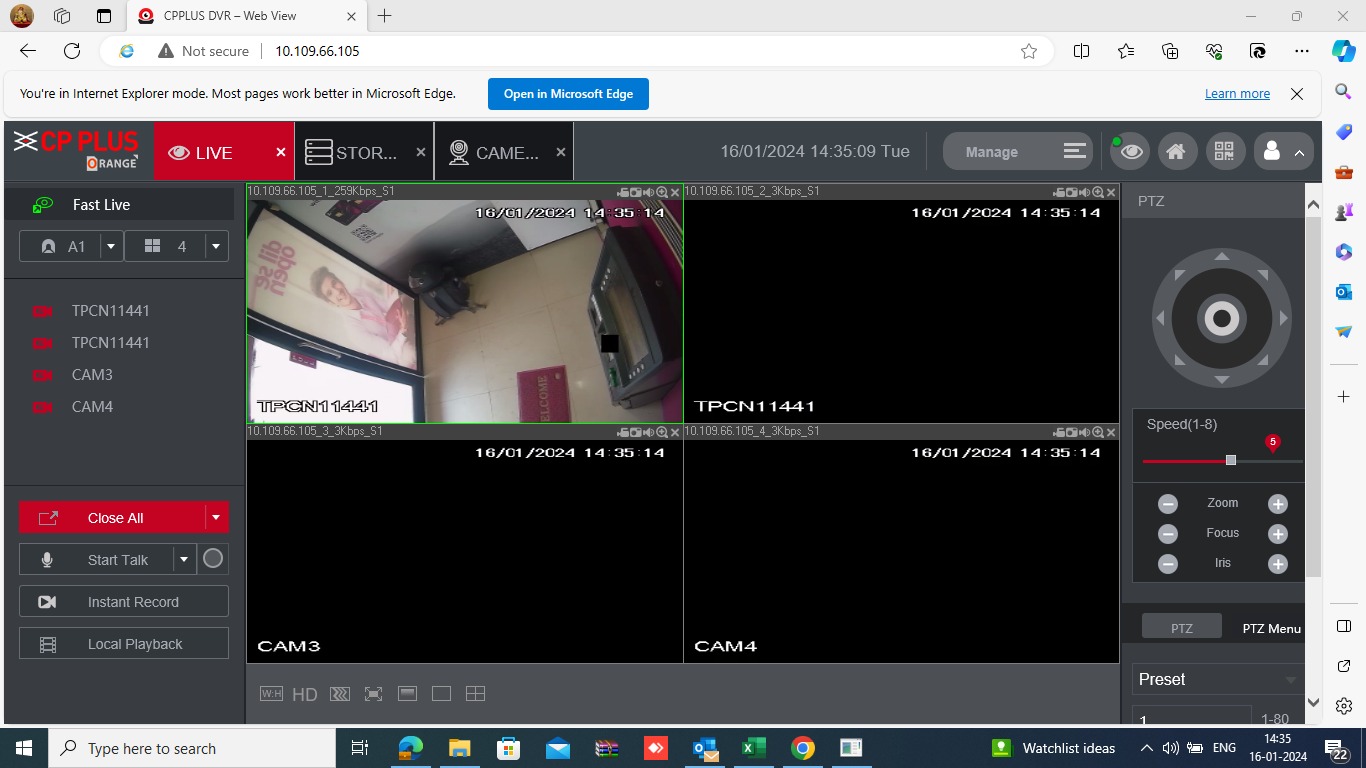 CPPLUS DVR – Web View
Not secure
10.109.66.105
You're in Internet Explorer mode. Most pages work better in Microsoft Edge.
Open in Microsoft Edge
Learn more
CP PLUS
ORANGE
LIVE
STOR...
CAME...
16/01/2024 14:35:09 Tue
Manage
Fast Live
A1
4
TPCN11441
TPCN11441
CAM3
CAM4
Close All
Start Talk
Instant Record
Local Playback
10.109.66.105_1_259Kbps_S1
16/01/2024 14:35:14
dil se
open
WELCOME
TPCN11441
10.109.66.105_2_3Kbps_S1
16/01/2024 14:35:14
TPCN11441
10.109.66.105_3_3Kbps_S1
16/01/2024 14:35:14
CAM3
10.109.66.105_4_3Kbps_S1
16/01/2024 14:35:14
CAM4
W:H
HD
PTZ
Speed(1-8)
5
Zoom
Focus
Iris
PTZ
PTZ Menu
Preset
1
1-80
Type here to search
Watchlist ideas
ENG
14:35
16-01-2024
22